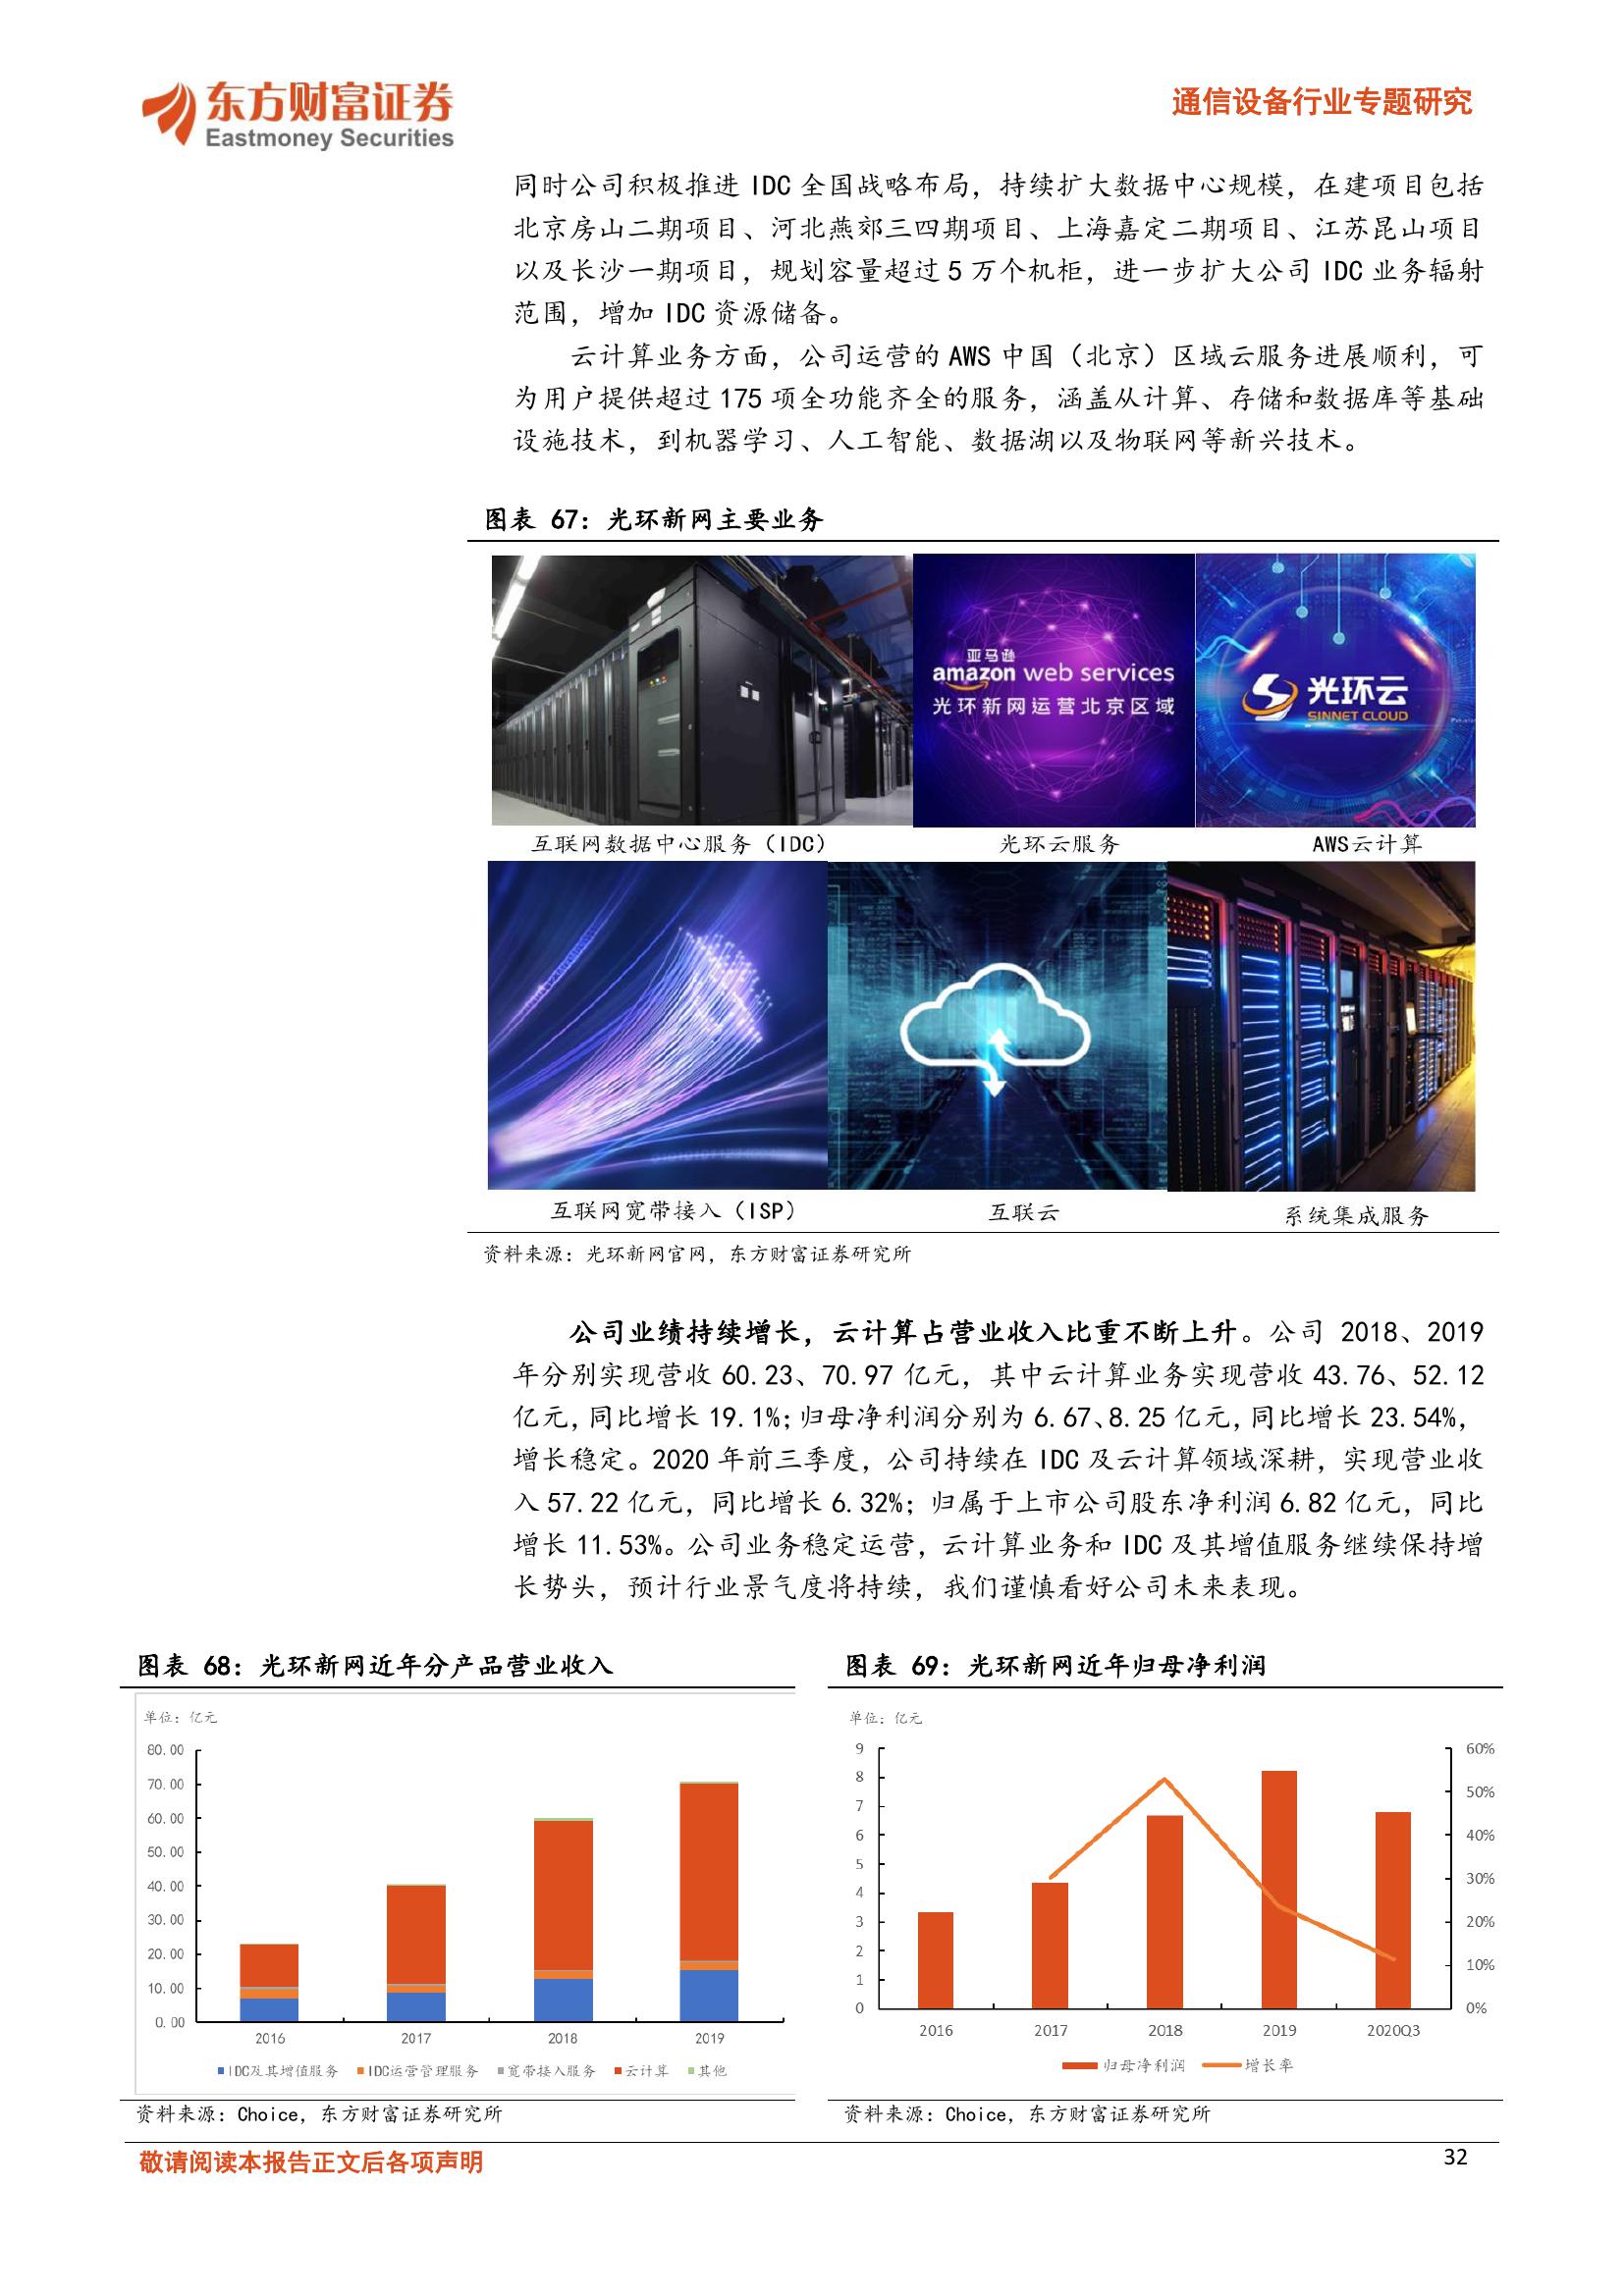 东方财富证券
Eastmoney Securities
通信设备行业专题研究
同时公司积极推进 IDC 全国战略布局，持续扩大数据中心规模，在建项目包括
北京房山二期项目、河北燕郊三四期项目、上海嘉定二期项目、江苏昆山项目
以及长沙一期项目，规划容量超过 5 万个机柜，进一步扩大公司 IDC 业务辐射
范围，增加 IDC 资源储备。
云计算业务方面，公司运营的 AWS 中国（北京）区域云服务进展顺利，可
为用户提供超过 175 项全功能齐全的服务，涵盖从计算、存储和数据库等基础
设施技术，到机器学习、人工智能、数据湖以及物联网等新兴技术。
图表 67：光环新网主要业务
亚马逊
amazon web services
光环新网运营北京区域
光环云
SINNET CLOUD
互联网数据中心服务（IDC）
光环云服务
AWS云计算
互联网宽带接入（ISP）
互联云
系统集成服务
资料来源：光环新网官网，东方财富证券研究所
公司业绩持续增长，云计算占营业收入比重不断上升。公司 2018、2019
年分别实现营收 60.23、70.97 亿元，其中云计算业务实现营收 43.76、52.12
亿元，同比增长 19.1%；归母净利润分别为 6.67、8.25 亿元，同比增长 23.54%，
增长稳定。2020 年前三季度，公司持续在 IDC 及云计算领域深耕，实现营业收
入 57.22 亿元，同比增长 6.32%；归属于上市公司股东净利润 6.82 亿元，同比
增长 11.53%。公司业务稳定运营，云计算业务和 IDC 及其增值服务继续保持增
长势头，预计行业景气度将持续，我们谨慎看好公司未来表现。
图表 68：光环新网近年分产品营业收入
单位：亿元
80.00
70.00
60.00
50.00
40.00
30.00
20.00
10.00
0.00
2016 2017 2018 2019
IDC及其增值服务 IDC运营管理服务 宽带接入服务 云计算 其他
资料来源：Choice，东方财富证券研究所
图表 69：光环新网近年归母净利润
单位：亿元
9 60%
8
7 50%
6 40%
5
4 30%
3 20%
2
1 10%
0 0%
2016 2017 2018 2019 2020Q3
归母净利润 增长率
资料来源：Choice，东方财富证券研究所
敬请阅读本报告正文后各项声明
32